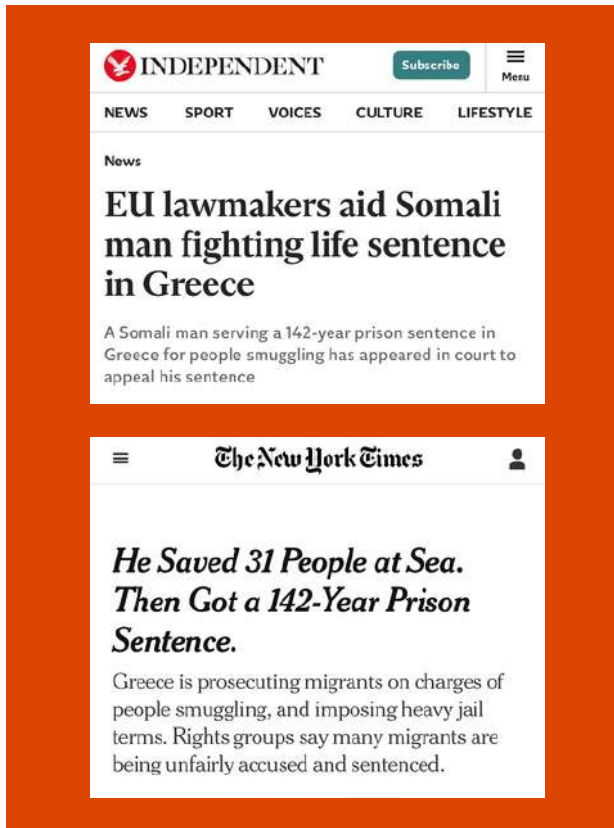 INDEPENDENT
Subscribe
Menu
NEWS SPORT VOICES CULTURE LIFESTYLE
News
EU lawmakers aid Somali
man fighting life sentence
in Greece
A Somali man serving a 142-year prison sentence in
Greece for people smuggling has appeared in court to
appeal his sentence
The New York Times
He Saved 31 People at Sea.
Then Got a 142-Year Prison
Sentence.
Greece is prosecuting migrants on charges of
people smuggling, and imposing heavy jail
terms. Rights groups say many migrants are
being unfairly accused and sentenced.